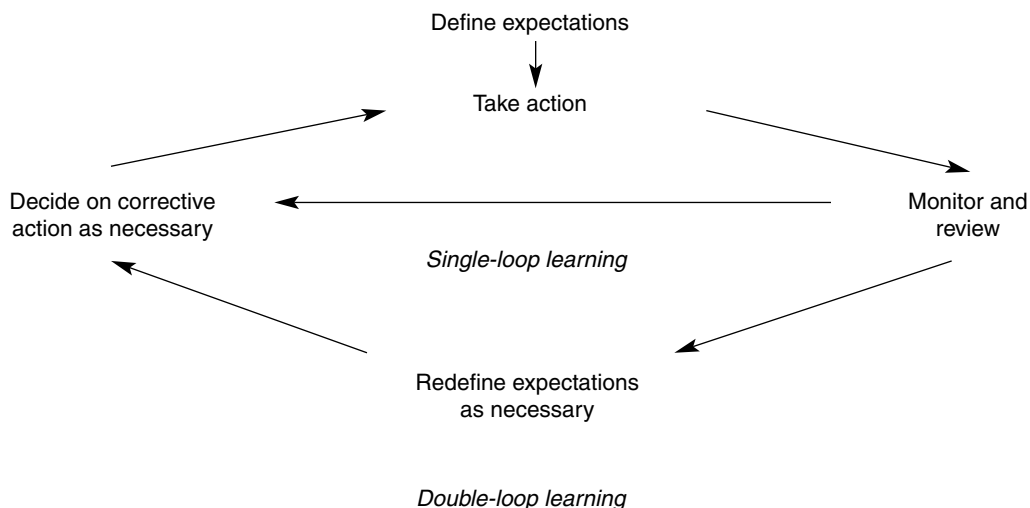 Define expectations
Take action
Decide on corrective
action as necessary
Monitor and
review
Single-loop learning
Redefine expectations
as necessary
Double-loop learning